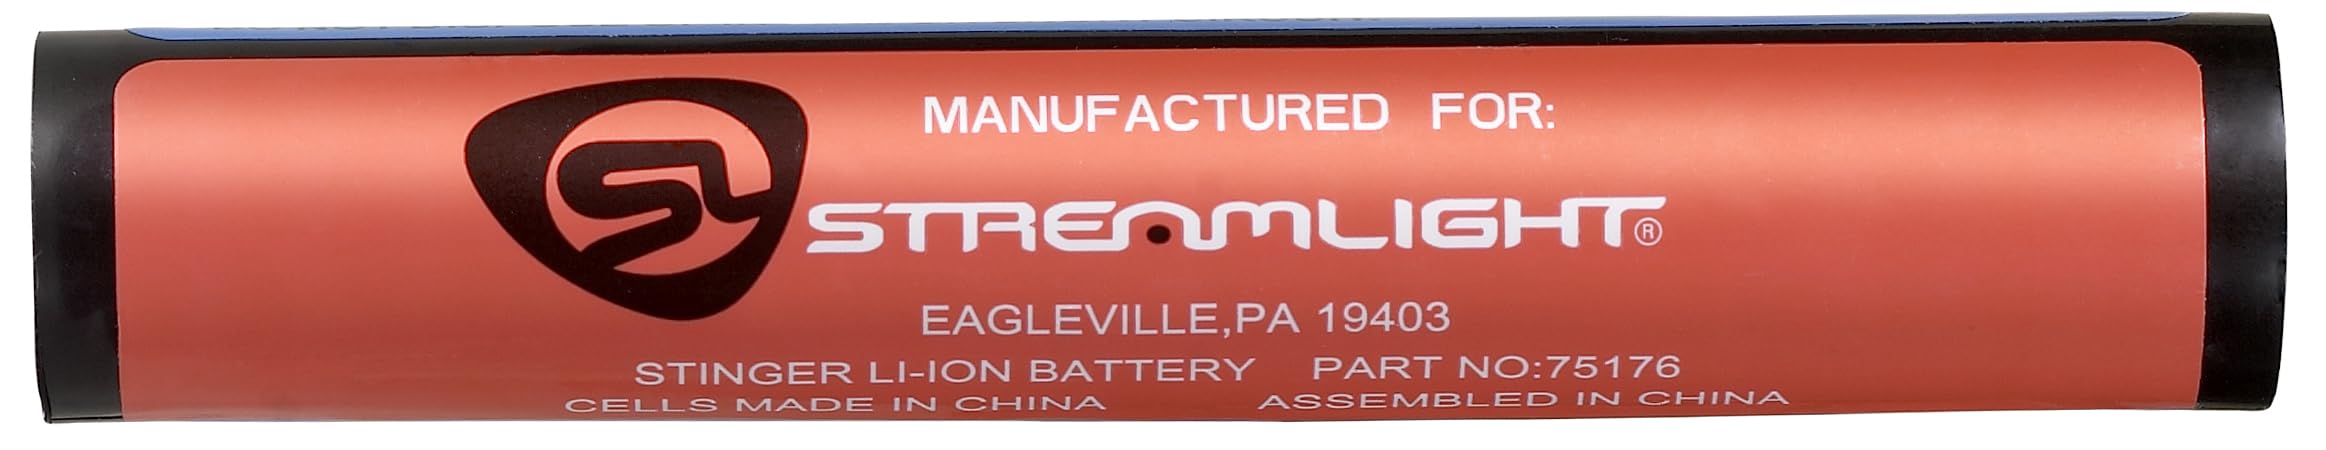 MANUFACTURED FOR:
SL STREAMLIGHT®
EAGLEVILLE,PA 19403
STINGER LI-ION BATTERY PART NO:75176
CELLS MADE IN CHINA ASSEMBLED IN CHINA